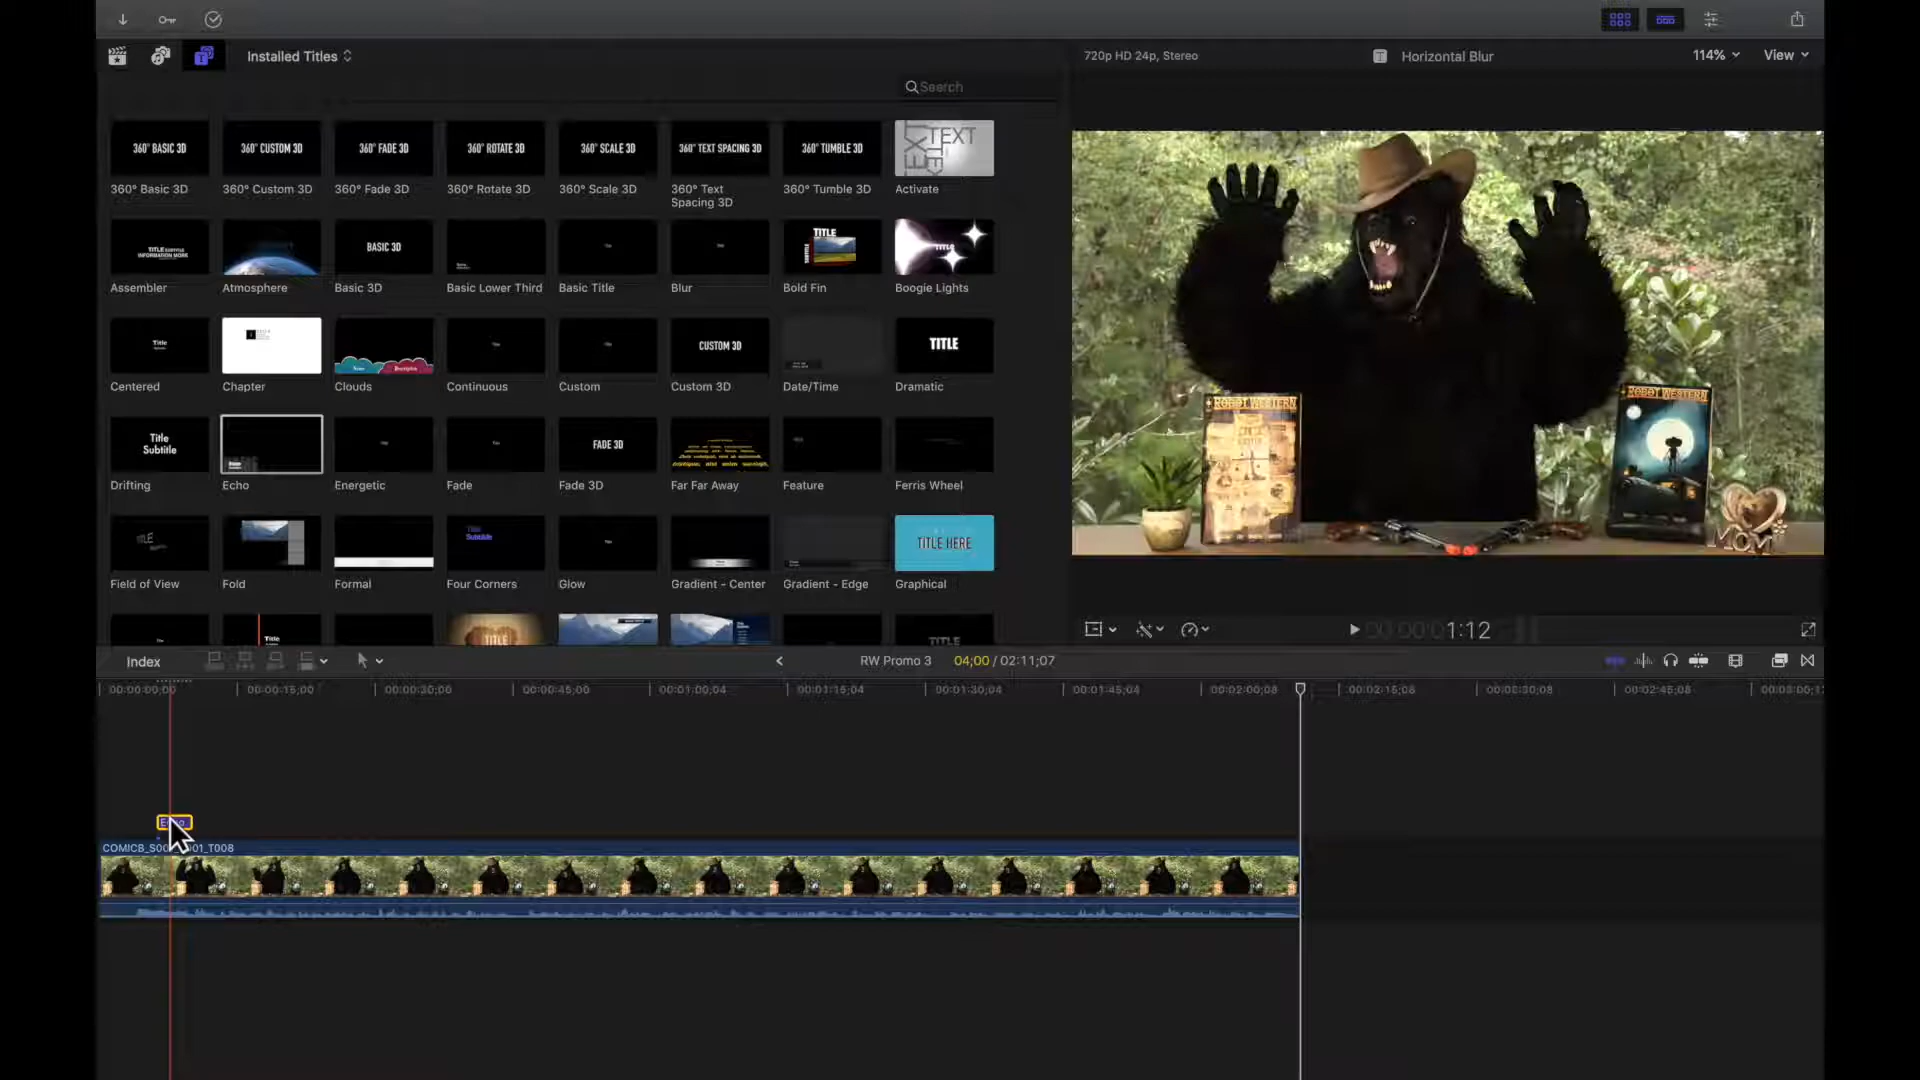 Installed Titles
720p HD 24p, Stereo
Horizontal Blur
114%
View
Search
360° BASIC 3D
360° CUSTOM 3D
360° FADE 3D
360° ROTATE 3D
360° SCALE 3D
360° TEXT SPACING 3D
360° TUMBLE 3D
TEXT
360° Basic 3D
360° Custom 3D
360° Fade 3D
360° Rotate 3D
360° Scale 3D
360° Text Spacing 3D
360° Tumble 3D
Activate
TITLE SUBTITLE
INFORMATION WORK
BASIC 3D
TITLE
Assembler
Atmosphere
Basic 3D
Basic Lower Third
Basic Title
Blur
Bold Fin
Boogie Lights
Title
CUSTOM 3D
TITLE
Centered
Chapter
Clouds
Continuous
Custom
Custom 3D
Date/Time
Dramatic
Title
Subtitle
FADE 3D
Drifting
Echo
Energetic
Fade
Fade 3D
Far Far Away
Feature
Ferris Wheel
Title
Subtitle
TITLE HERE
Field of View
Fold
Formal
Four Corners
Glow
Gradient - Center
Gradient - Edge
Graphical
Title
TITLE
TITLE
ROBOT WESTERN
ROBOT WESTERN
MOM
00:00:00 1:12
Index
RW Promo 3
04;00 / 02:11;07
00:00:00;00
00:00:15;00
00:00:30;00
00:00:45;00
00:01:00;04
00:01:15;04
00:01:30;04
00:01:45;04
00:02:00;08
00:02:15;08
00:02:30;08
00:02:45;08
COMICB_S00
01_T008